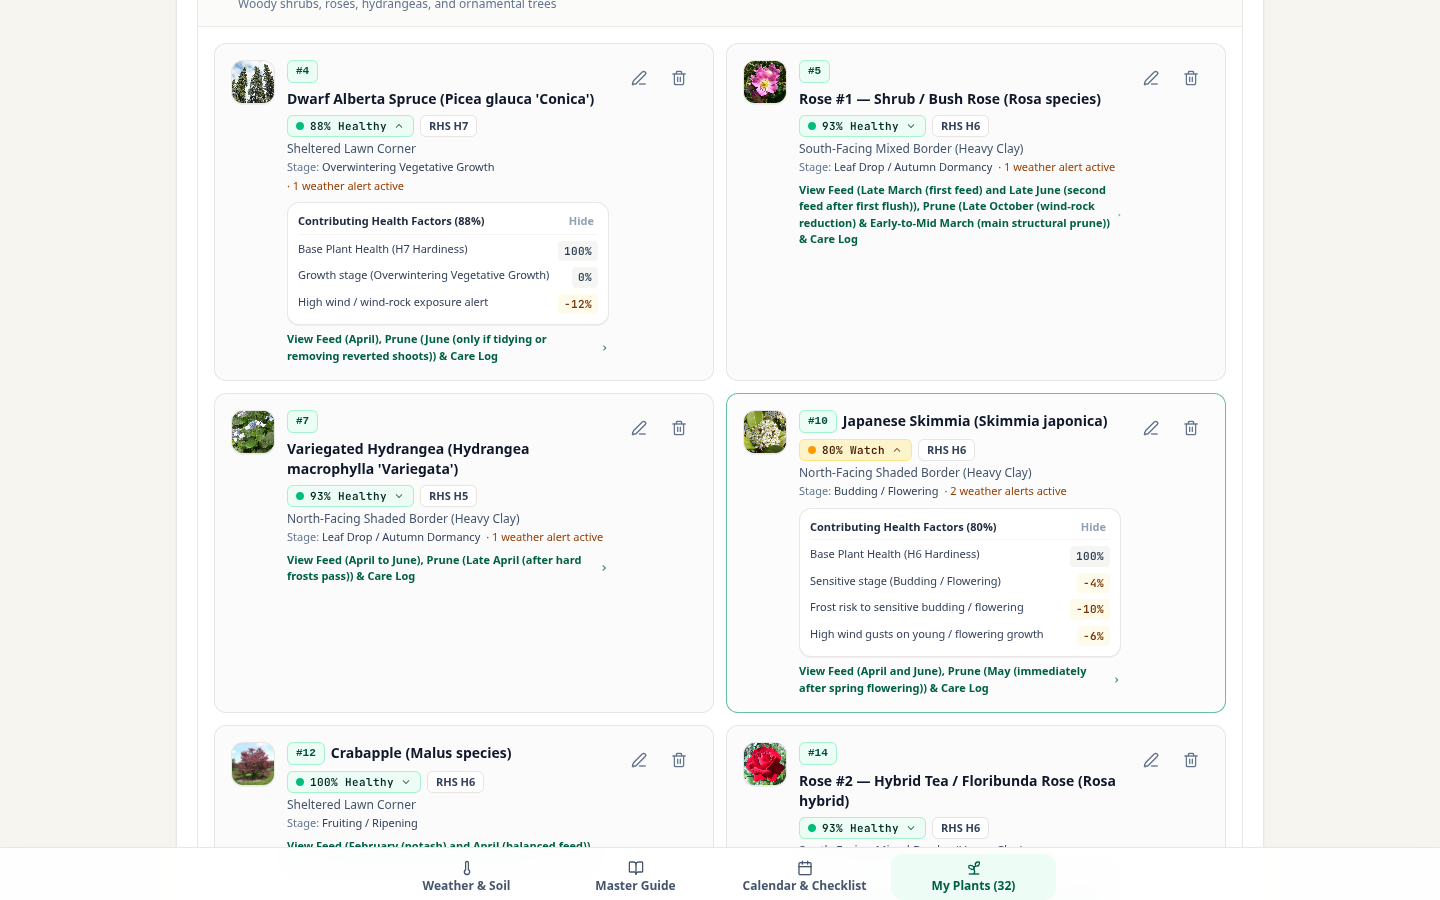 Woody shrubs, roses, hydrangeas, and ornamental trees
#4
Dwarf Alberta Spruce (Picea glauca 'Conica')
88% Healthy
RHS H7
Sheltered Lawn Corner
Stage: Overwintering Vegetative Growth
· 1 weather alert active
Contributing Health Factors (88%)
Hide
Base Plant Health (H7 Hardiness)
100%
Growth stage (Overwintering Vegetative Growth)
0%
High wind / wind-rock exposure alert
-12%
View Feed (April), Prune (June (only if tidying or
removing reverted shoots)) & Care Log
#5
Rose #1 — Shrub / Bush Rose (Rosa species)
93% Healthy
RHS H6
South-Facing Mixed Border (Heavy Clay)
Stage: Leaf Drop / Autumn Dormancy · 1 weather alert active
View Feed (Late March (first feed) and Late June (second
feed after first flush)), Prune (Late October (wind-rock
reduction) & Early-to-Mid March (main structural prune))
& Care Log
#7
Variegated Hydrangea (Hydrangea
macrophylla 'Variegata')
93% Healthy
RHS H5
North-Facing Shaded Border (Heavy Clay)
Stage: Leaf Drop / Autumn Dormancy · 1 weather alert active
View Feed (April to June), Prune (Late April (after hard
frosts pass)) & Care Log
#10
Japanese Skimmia (Skimmia japonica)
80% Watch
RHS H6
North-Facing Shaded Border (Heavy Clay)
Stage: Budding / Flowering · 2 weather alerts active
Contributing Health Factors (80%)
Hide
Base Plant Health (H6 Hardiness)
100%
Sensitive stage (Budding / Flowering)
-4%
Frost risk to sensitive budding / flowering
-10%
High wind gusts on young / flowering growth
-6%
View Feed (April and June), Prune (May (immediately
after spring flowering)) & Care Log
#12
Crabapple (Malus species)
100% Healthy
RHS H6
Sheltered Lawn Corner
Stage: Fruiting / Ripening
View Feed (February (potash) and April (balanced feed)),
#14
Rose #2 — Hybrid Tea / Floribunda Rose (Rosa
hybrid)
93% Healthy
RHS H6
Weather & Soil
Master Guide
Calendar & Checklist
My Plants (32)